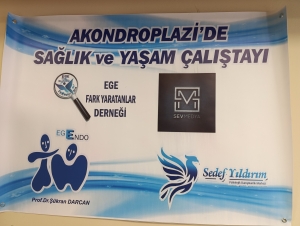 AKONDROPLAZİ'DE
SAĞLIK ve YAŞAM ÇALIŞTAYI
EGE
FARK YARATANLAR
DERNEĞİ
EGEENDO
Prof.Dr.Şükran DARCAN
Sedef Yıldırım